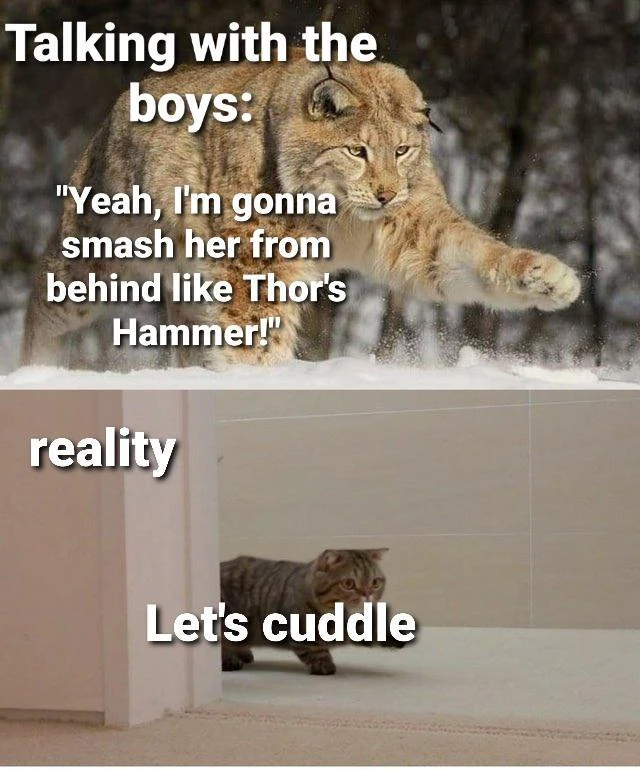 Talking with the
boys:
"Yeah, I'm gonna
smash her from
behind like Thor's
Hammer!"
reality
Let's cuddle